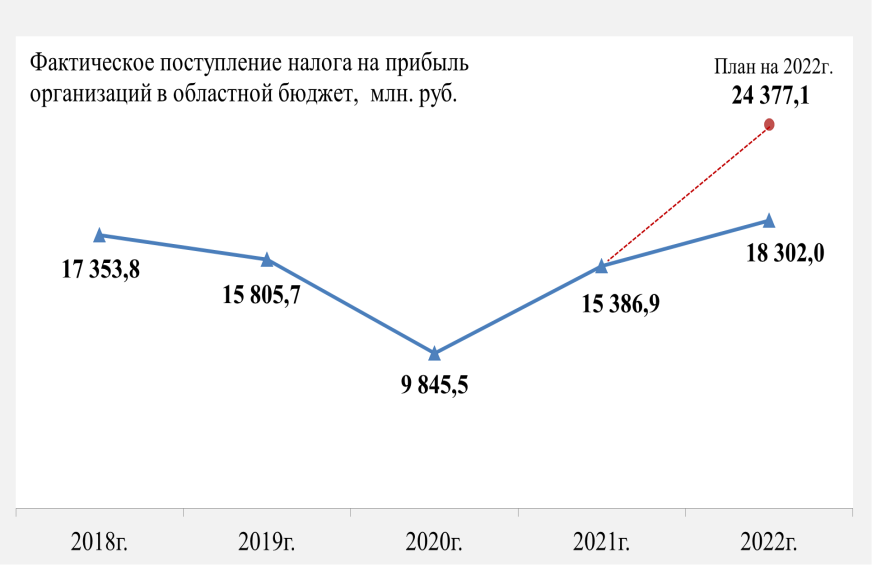 Фактическое поступление налога на прибыль
организаций в областной бюджет,  млн. руб.
План на 2022г.
24 377,1
17 353,8
15 805,7
9 845,5
15 386,9
18 302,0
2018г.
2019г.
2020г.
2021г.
2022г.